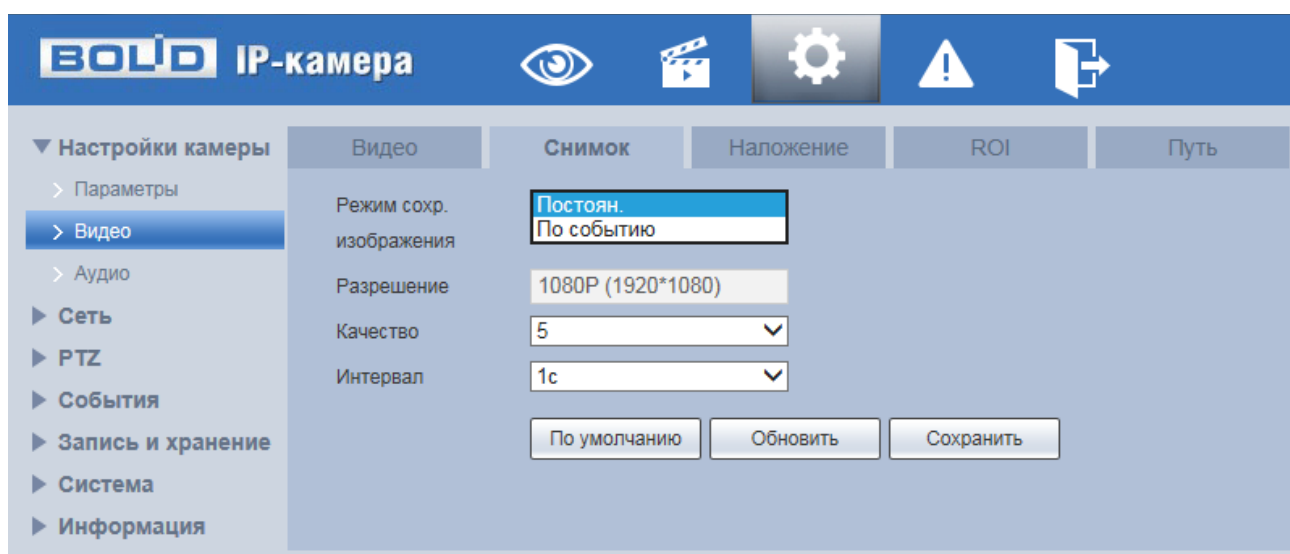 BOLID IP-камера
Настройки камеры
Параметры
Видео
Аудио
Сеть
PTZ
События
Запись и хранение
Система
Информация
Видео Снимок Наложение ROI Путь
Режим сохр.
изображения
Постоян.
По событию
Разрешение 1080P (1920*1080)
Качество 5
Интервал 1с
По умолчанию Обновить Сохранить